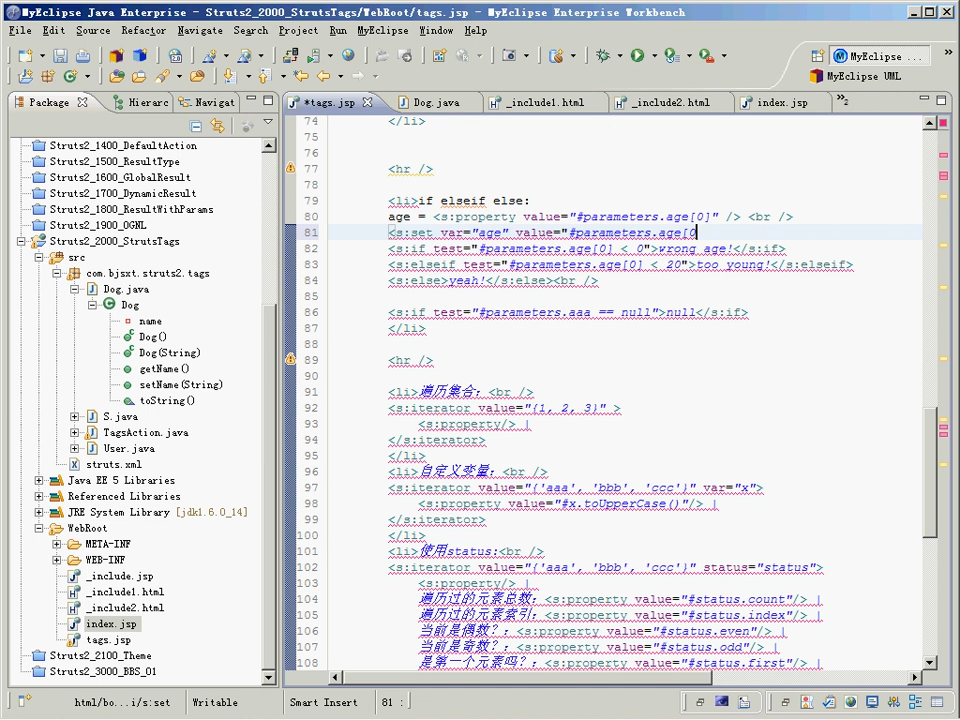 MyEclipse Java Enterprise - Struts2_2000_StrutsTags/WebRoot/tags.jsp - MyEclipse Enterprise Workbench
File Edit Source Refactor Navigate Search Project Run MyEclipse Window Help
MyEclipse ...
MyEclipse UML
Package
Hierarc
Navigat
*tags.jsp
Dog.java
_include1.html
_include2.html
index.jsp
»2
Struts2_1400_DefaultAction
Struts2_1500_ResultType
Struts2_1600_GlobalResult
Struts2_1700_DynamicResult
Struts2_1800_ResultWithParams
Struts2_1900_OGNL
Struts2_2000_StrutsTags
src
com.bjsxt.struts2.tags
Dog.java
Dog
name
Dog()
Dog(String)
getName()
setName(String)
toString()
S.java
TagsAction.java
User.java
struts.xml
Java EE 5 Libraries
Referenced Libraries
JRE System Library [jdk1.6.0_14]
WebRoot
META-INF
WEB-INF
_include.jsp
_include1.html
_include2.html
index.jsp
tags.jsp
Struts2_2100_Theme
Struts2_3000_BBS_01
74 </li>
75
76
77 <hr />
78
79 <li>if elseif else:
80 age = <s:property value="#parameters.age[0]" /> <br />
81 <s:set var="age" value="#parameters.age[0
82 <s:if test="#parameters.age[0] < 0">wrong age!</s:if>
83 <s:elseif test="#parameters.age[0] < 20">too young!</s:elseif>
84 <s:else>yeah!</s:else><br />
85
86 <s:if test="#parameters.aaa == null">null</s:if>
87 </li>
88
89 <hr />
90
91 <li>遍历集合：<br />
92 <s:iterator value="{1, 2, 3}" >
93 <s:property/> |
94 </s:iterator>
95 </li>
96 <li>自定义变量：<br />
97 <s:iterator value="{'aaa', 'bbb', 'ccc'}" var="x">
98 <s:property value="#x.toUpperCase()"/> |
99 </s:iterator>
100 </li>
101 <li>使用status:<br />
102 <s:iterator value="{'aaa', 'bbb', 'ccc'}" status="status">
103 <s:property/> |
104 遍历过的元素总数：<s:property value="#status.count"/> |
105 遍历过的元素索引：<s:property value="#status.index"/> |
106 当前是偶数？：<s:property value="#status.even"/> |
107 当前是奇数？：<s:property value="#status.odd"/> |
108 是第一个元素吗？：<s:property value="#status.first"/> |
html/bo...i/s:set
Writable
Smart Insert
81 :